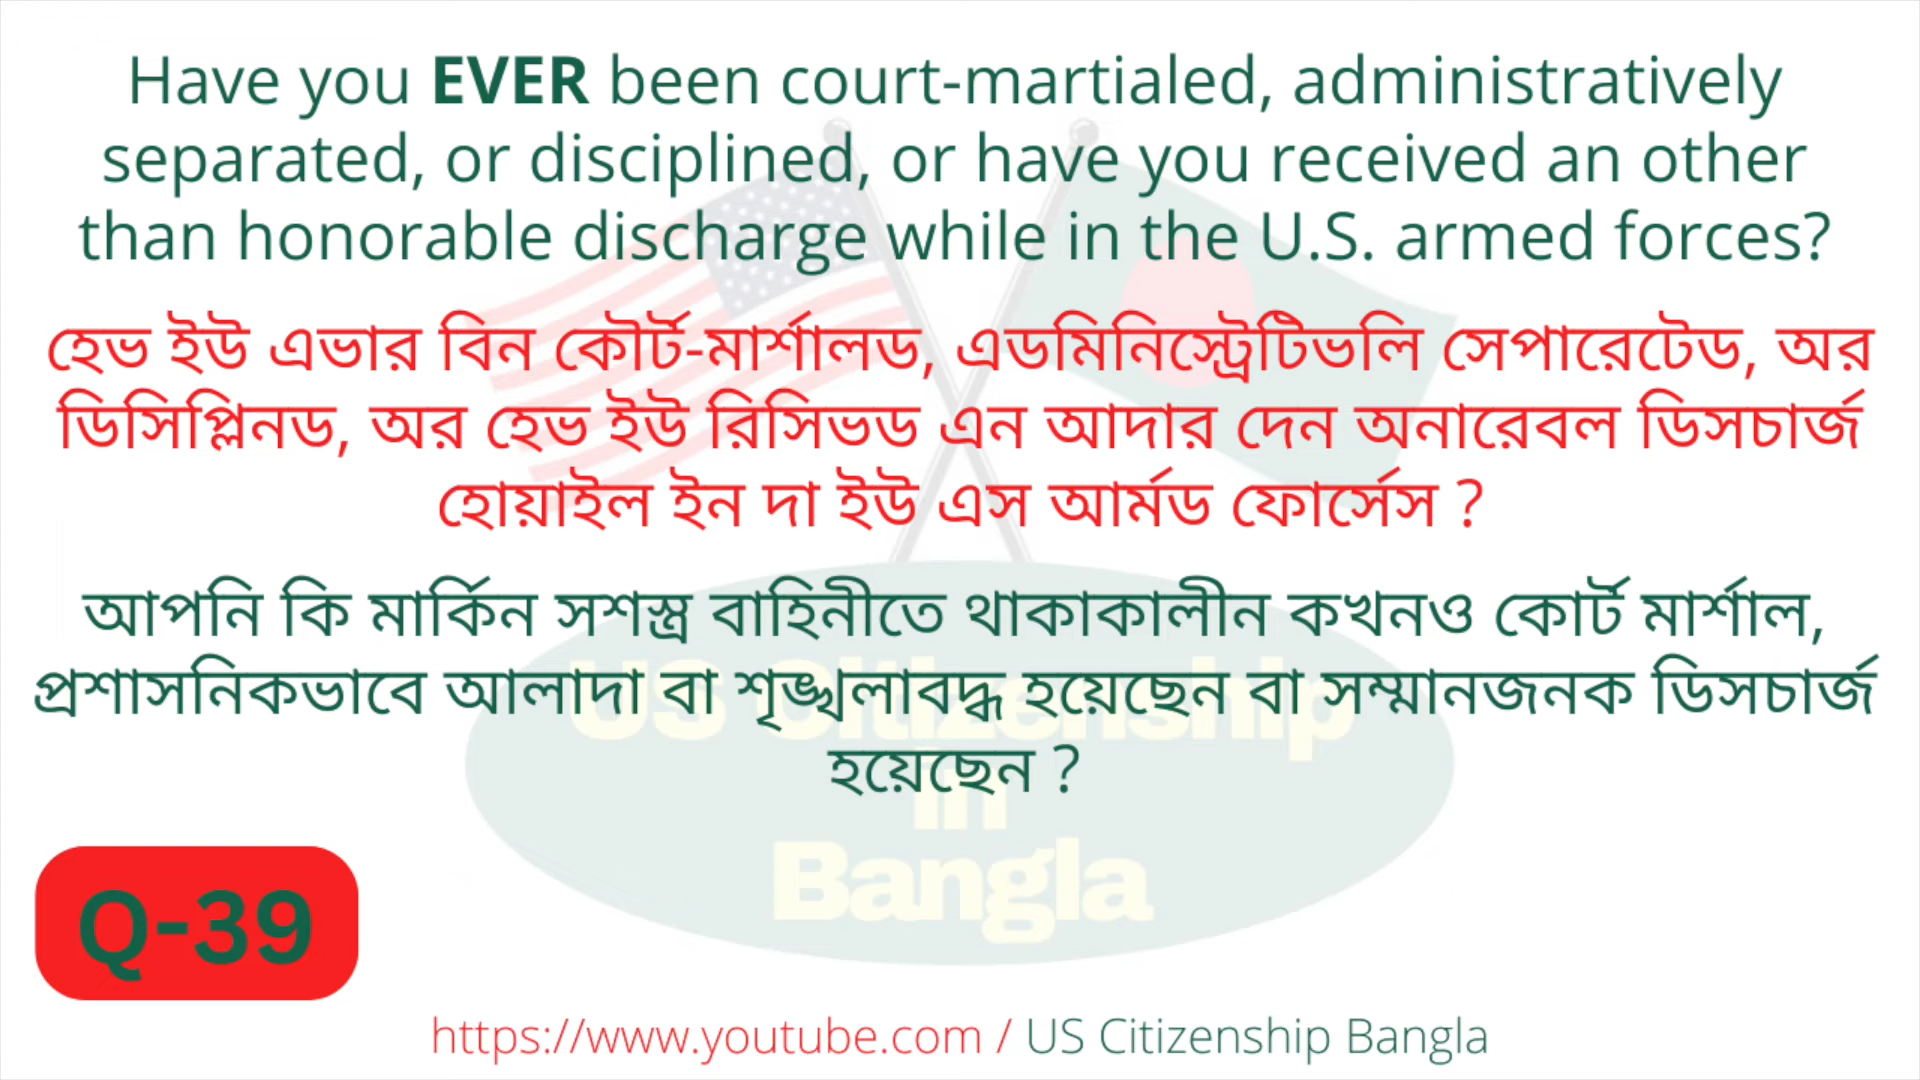 Have you EVER been court-martialed, administratively
separated, or disciplined, or have you received an other
than honorable discharge while in the U.S. armed forces?
হেভ ইউ এভার বিন কৌর্ট-মার্শালড, এডমিনিস্ট্রেটিভলি সেপারেটেড, অর
ডিসিপ্লিনড, অর হেভ ইউ রিসিভড এন আদার দেন অনারেবল ডিসচার্জ
হোয়াইল ইন দা ইউ এস আর্মড ফোর্সেস ?
আপনি কি মার্কিন সশস্ত্র বাহিনীতে থাকাকালীন কখনও কোর্ট মার্শাল,
প্রশাসনিকভাবে আলাদা বা শৃঙ্খলাবদ্ধ হয়েছেন বা সম্মানজনক ডিসচার্জ
হয়েছেন ?
US Citizenship
in
Bangla
Q-39
https://www.youtube.com / US Citizenship Bangla